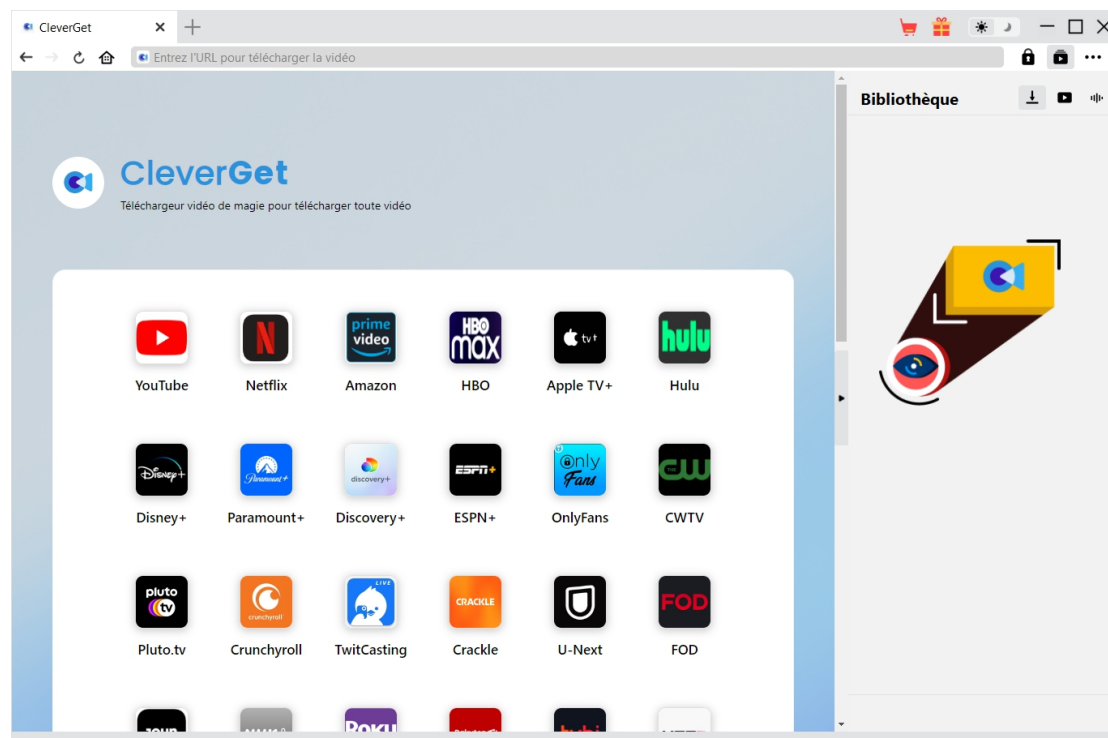 CleverGet
Entrez l'URL pour télécharger la vidéo
Bibliothèque
CleverGet
Téléchargeur vidéo de magie pour télécharger toute vidéo
prime video
HBO max
tv+
hulu
YouTube Netflix Amazon HBO Apple TV+ Hulu
Disney+
Paramount+
discovery+
ESPN+
Only Fans
THE CW
Disney+ Paramount+ Discovery+ ESPN+ OnlyFans CWTV
pluto tv
crunchyroll
LIVE
CRACKLE
FOD
Pluto.tv Crunchyroll TwitCasting Crackle U-Next FOD